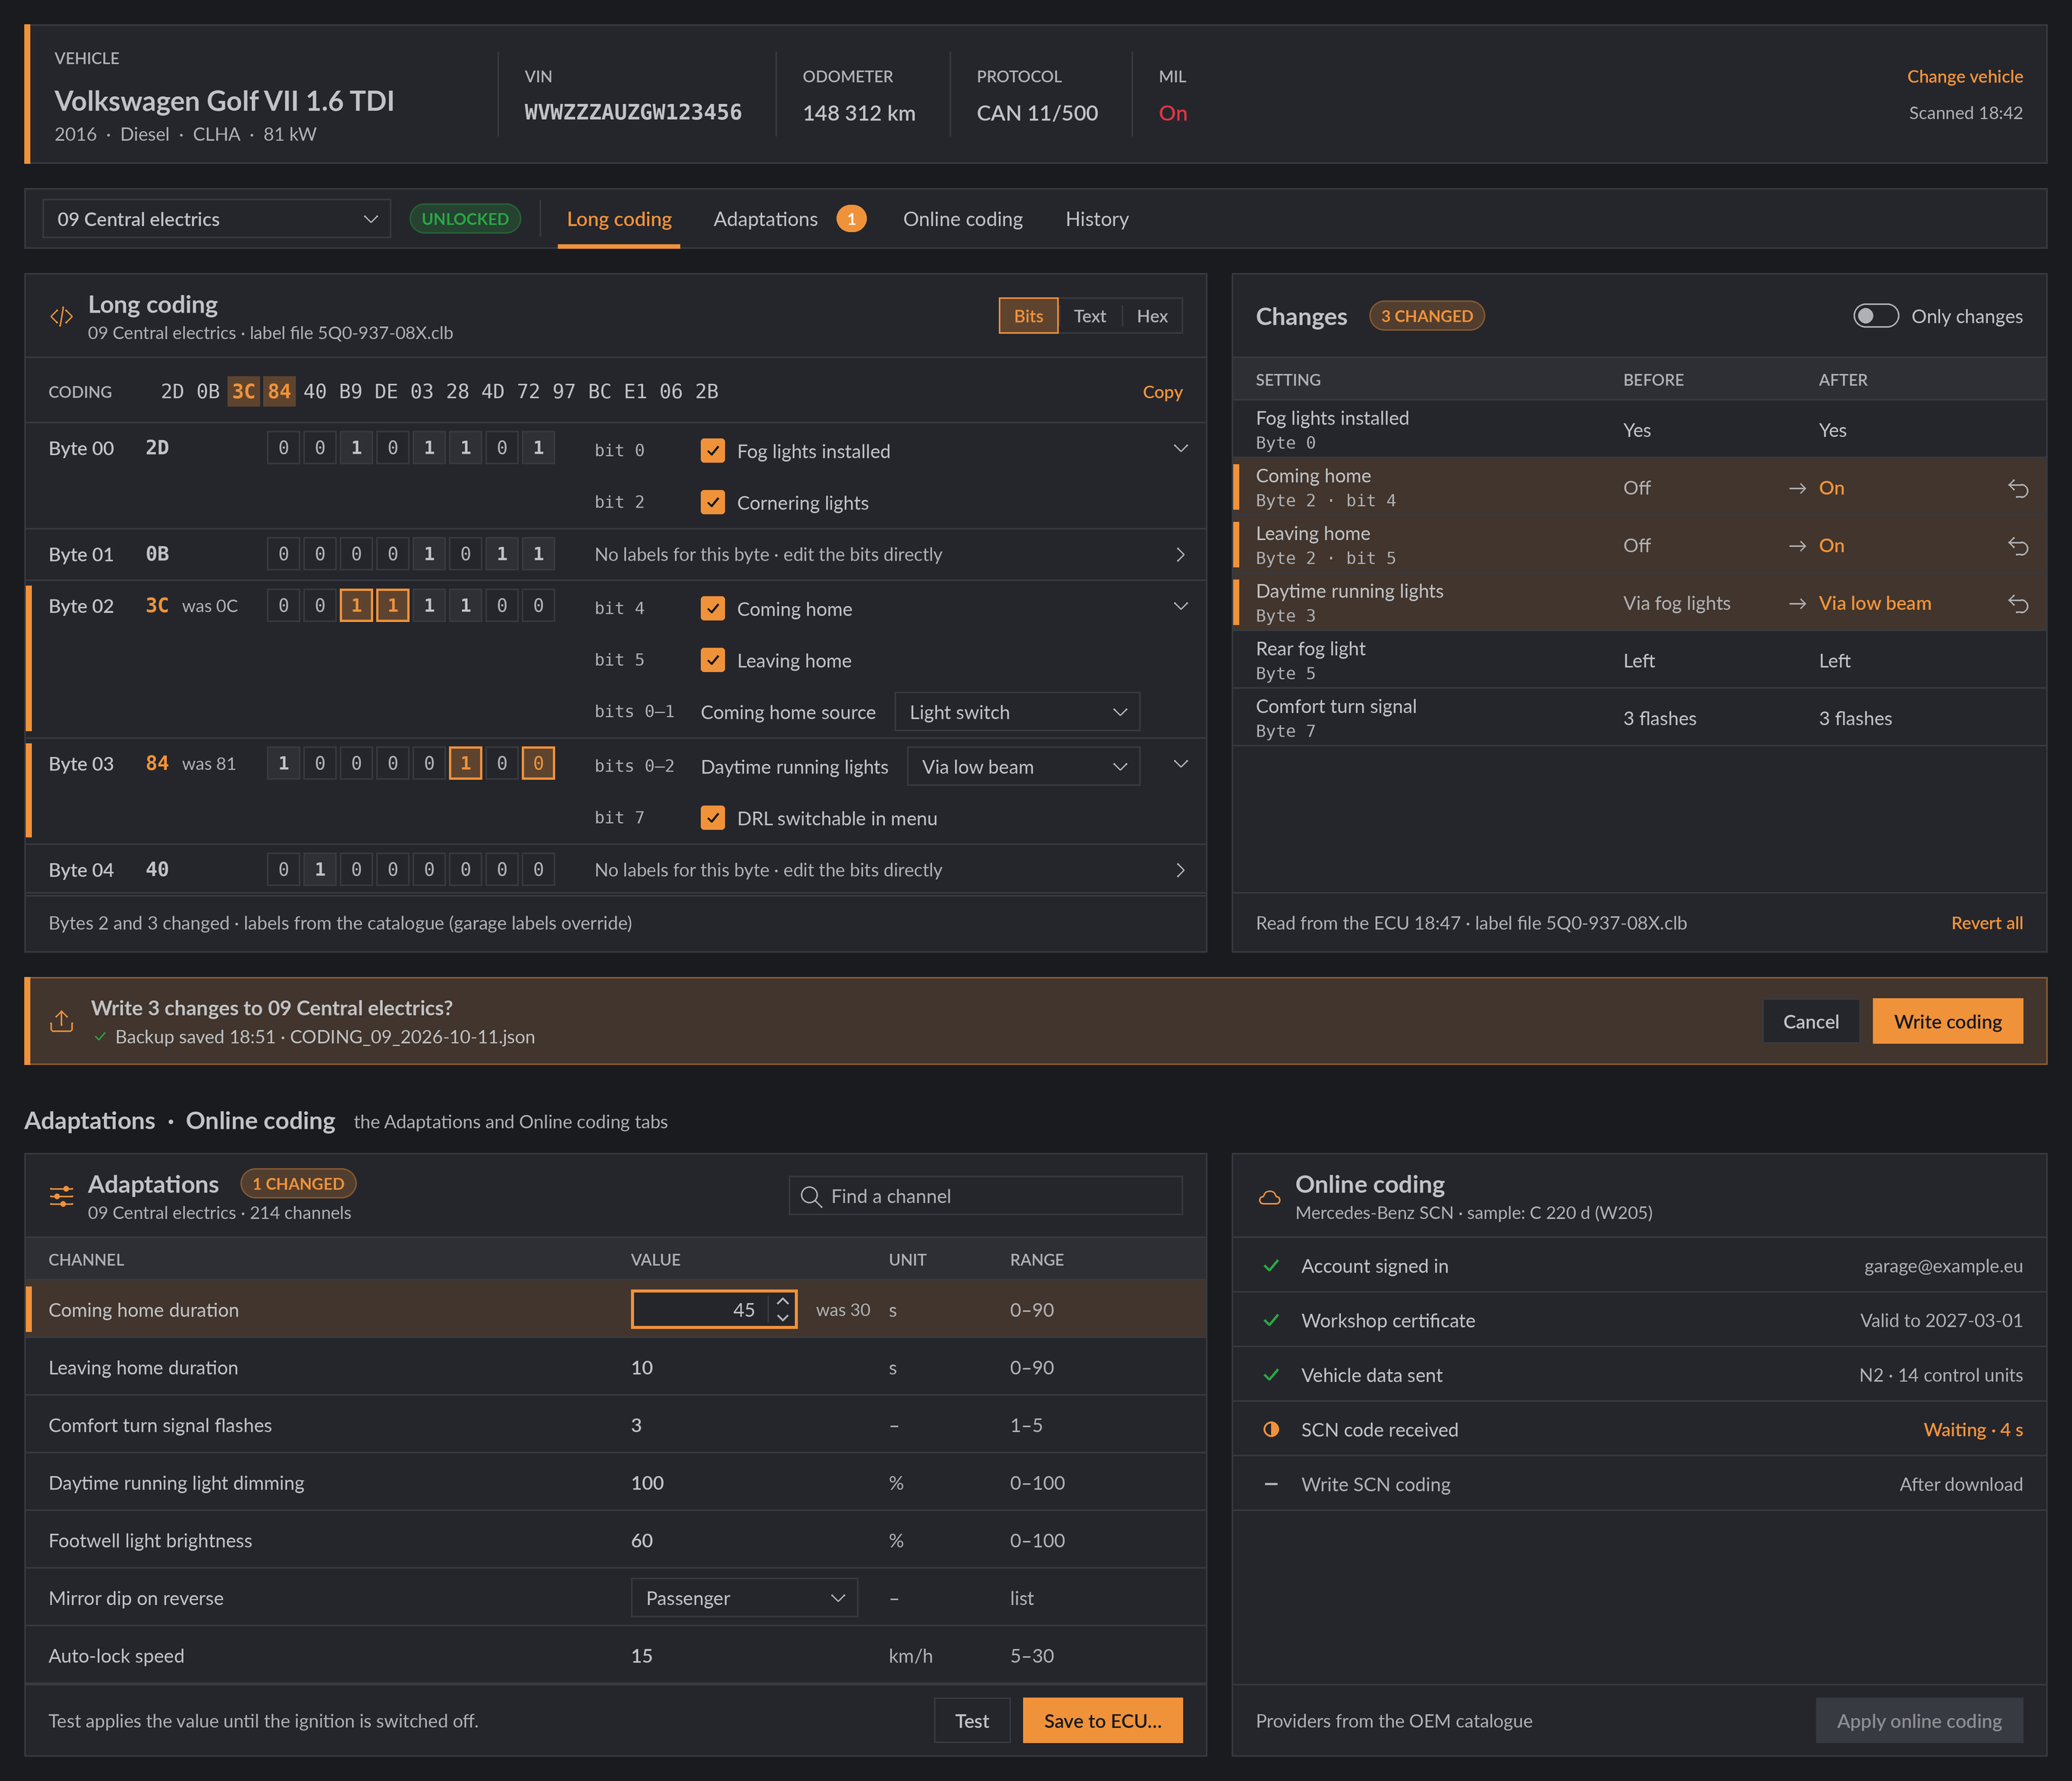 VEHICLE
Volkswagen Golf VII 1.6 TDI
2016 · Diesel · CLHA · 81 kW
VIN
WVWZZZAUZGW123456
ODOMETER
148 312 km
PROTOCOL
CAN 11/500
MIL
On
Change vehicle
Scanned 18:42
09 Central electrics
UNLOCKED
Long coding
Adaptations 1
Online coding
History
Long coding
09 Central electrics · label file 5Q0-937-08X.clb
Bits Text Hex
CODING 2D 0B 3C 84 40 B9 DE 03 28 4D 72 97 BC E1 06 2B Copy
Byte 00 2D 0 0 1 0 1 1 0 1 bit 0 Fog lights installed
bit 2 Cornering lights
Byte 01 0B 0 0 0 0 1 0 1 1 No labels for this byte · edit the bits directly
Byte 02 3C was 0C 0 0 1 1 1 1 0 0 bit 4 Coming home
bit 5 Leaving home
bits 0–1 Coming home source Light switch
Byte 03 84 was 81 1 0 0 0 0 1 0 0 bits 0–2 Daytime running lights Via low beam
bit 7 DRL switchable in menu
Byte 04 40 0 1 0 0 0 0 0 0 No labels for this byte · edit the bits directly
Bytes 2 and 3 changed · labels from the catalogue (garage labels override)
Changes 3 CHANGED Only changes
SETTING BEFORE AFTER
Fog lights installed
Byte 0
Yes Yes
Coming home
Byte 2 · bit 4
Off → On
Leaving home
Byte 2 · bit 5
Off → On
Daytime running lights
Byte 3
Via fog lights → Via low beam
Rear fog light
Byte 5
Left Left
Comfort turn signal
Byte 7
3 flashes 3 flashes
Read from the ECU 18:47 · label file 5Q0-937-08X.clb Revert all
Write 3 changes to 09 Central electrics?
Backup saved 18:51 · CODING_09_2026-10-11.json
Cancel Write coding
Adaptations · Online coding the Adaptations and Online coding tabs
Adaptations 1 CHANGED
09 Central electrics · 214 channels
Find a channel
CHANNEL VALUE UNIT RANGE
Coming home duration 45 was 30 s 0–90
Leaving home duration 10 s 0–90
Comfort turn signal flashes 3 – 1–5
Daytime running light dimming 100 % 0–100
Footwell light brightness 60 % 0–100
Mirror dip on reverse Passenger – list
Auto-lock speed 15 km/h 5–30
Test applies the value until the ignition is switched off. Test Save to ECU...
Online coding
Mercedes-Benz SCN · sample: C 220 d (W205)
Account signed in garage@example.eu
Workshop certificate Valid to 2027-03-01
Vehicle data sent N2 · 14 control units
SCN code received Waiting · 4 s
Write SCN coding After download
Providers from the OEM catalogue Apply online coding